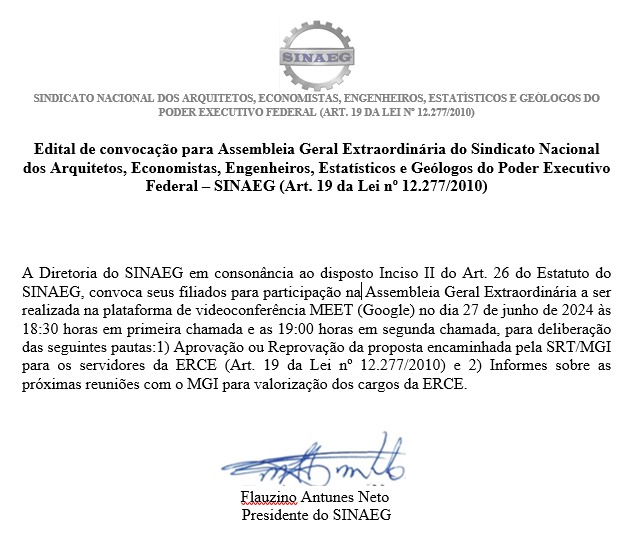 SINAEG
SINDICATO NACIONAL DOS ARQUITETOS, ECONOMISTAS, ENGENHEIROS, ESTATÍSTICOS E GEÓLOGOS DO
PODER EXECUTIVO FEDERAL (ART. 19 DA LEI Nº 12.277/2010)
Edital de convocação para Assembleia Geral Extraordinária do Sindicato Nacional
dos Arquitetos, Economistas, Engenheiros, Estatísticos e Geólogos do Poder Executivo
Federal – SINAEG (Art. 19 da Lei nº 12.277/2010)
A Diretoria do SINAEG em consonância ao disposto Inciso II do Art. 26 do Estatuto do
SINAEG, convoca seus filiados para participação na Assembleia Geral Extraordinária a ser
realizada na plataforma de videoconferência MEET (Google) no dia 27 de junho de 2024 às
18:30 horas em primeira chamada e as 19:00 horas em segunda chamada, para deliberação
das seguintes pautas:1) Aprovação ou Reprovação da proposta encaminhada pela SRT/MGI
para os servidores da ERCE (Art. 19 da Lei nº 12.277/2010) e 2) Informes sobre as
próximas reuniões com o MGI para valorização dos cargos da ERCE.
Flauzino Antunes Neto
Presidente do SINAEG